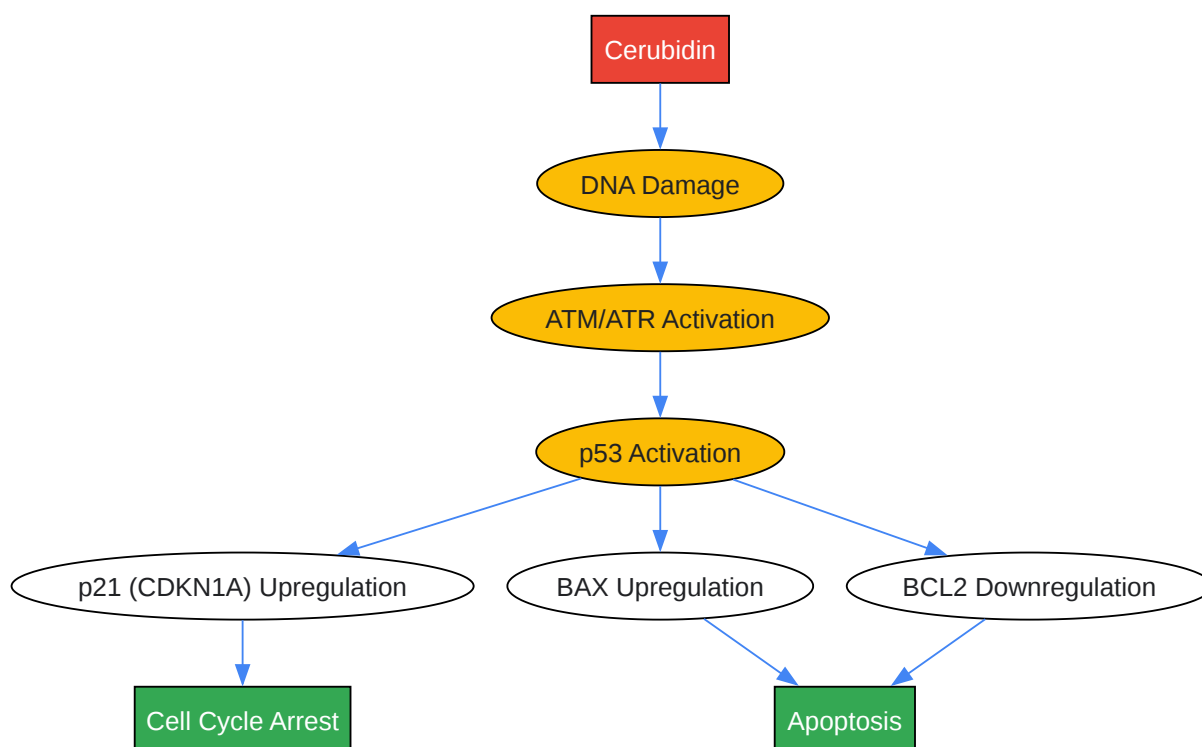 Cerubidin
DNA Damage
ATM/ATR Activation
p53 Activation
p21 (CDKN1A) Upregulation
BAX Upregulation
BCL2 Downregulation
Cell Cycle Arrest
Apoptosis